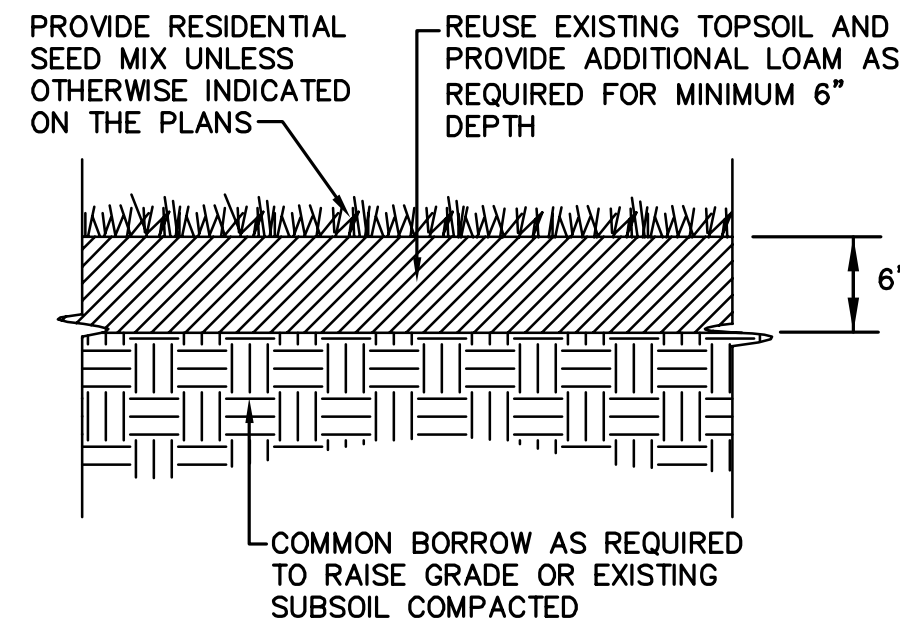 PROVIDE RESIDENTIAL
SEED MIX UNLESS
OTHERWISE INDICATED
ON THE PLANS
REUSE EXISTING TOPSOIL AND
PROVIDE ADDITIONAL LOAM AS
REQUIRED FOR MINIMUM 6"
DEPTH
6"
COMMON BORROW AS REQUIRED
TO RAISE GRADE OR EXISTING
SUBSOIL COMPACTED